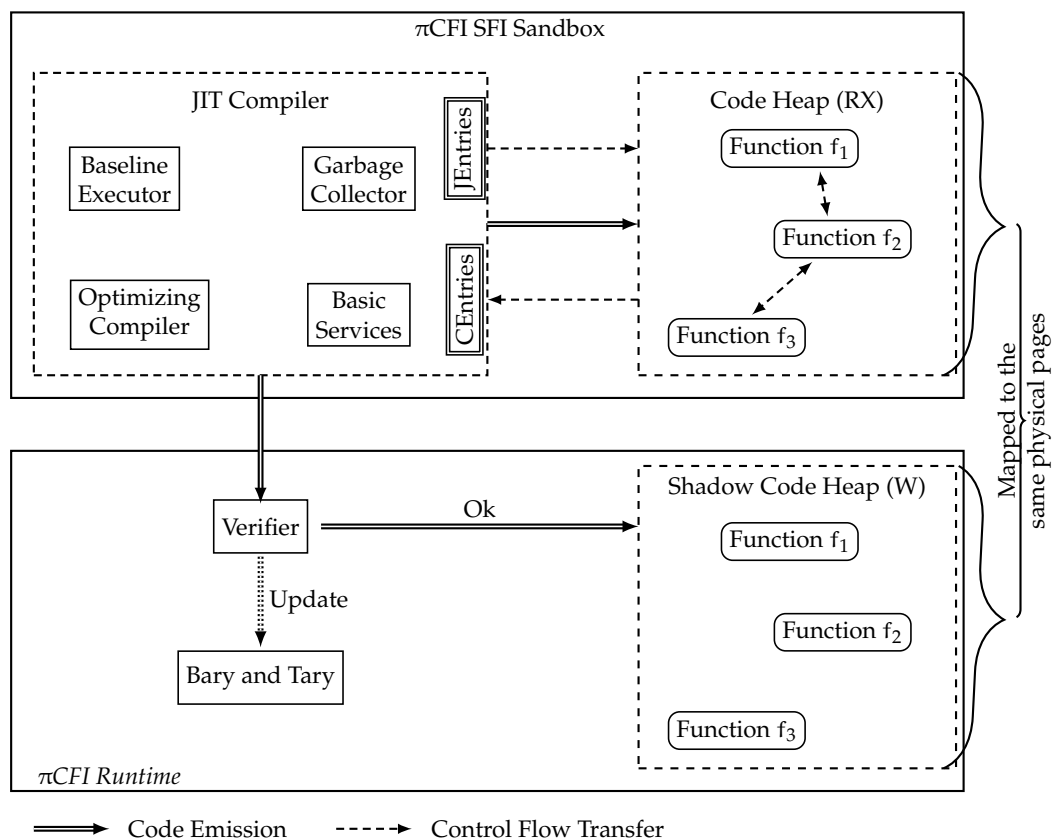 πCFI SFI Sandbox
JIT Compiler
Baseline
Executor
Garbage
Collector
JEntries
Optimizing
Compiler
Basic
Services
CEntries
Code Heap (RX)
Function f₁
Function f₂
Function f₃
Mapped to the
same physical pages
Verifier
Ok
Update
Bary and Tary
Shadow Code Heap (W)
Function f₁
Function f₂
Function f₃
πCFI Runtime
Code Emission
Control Flow Transfer